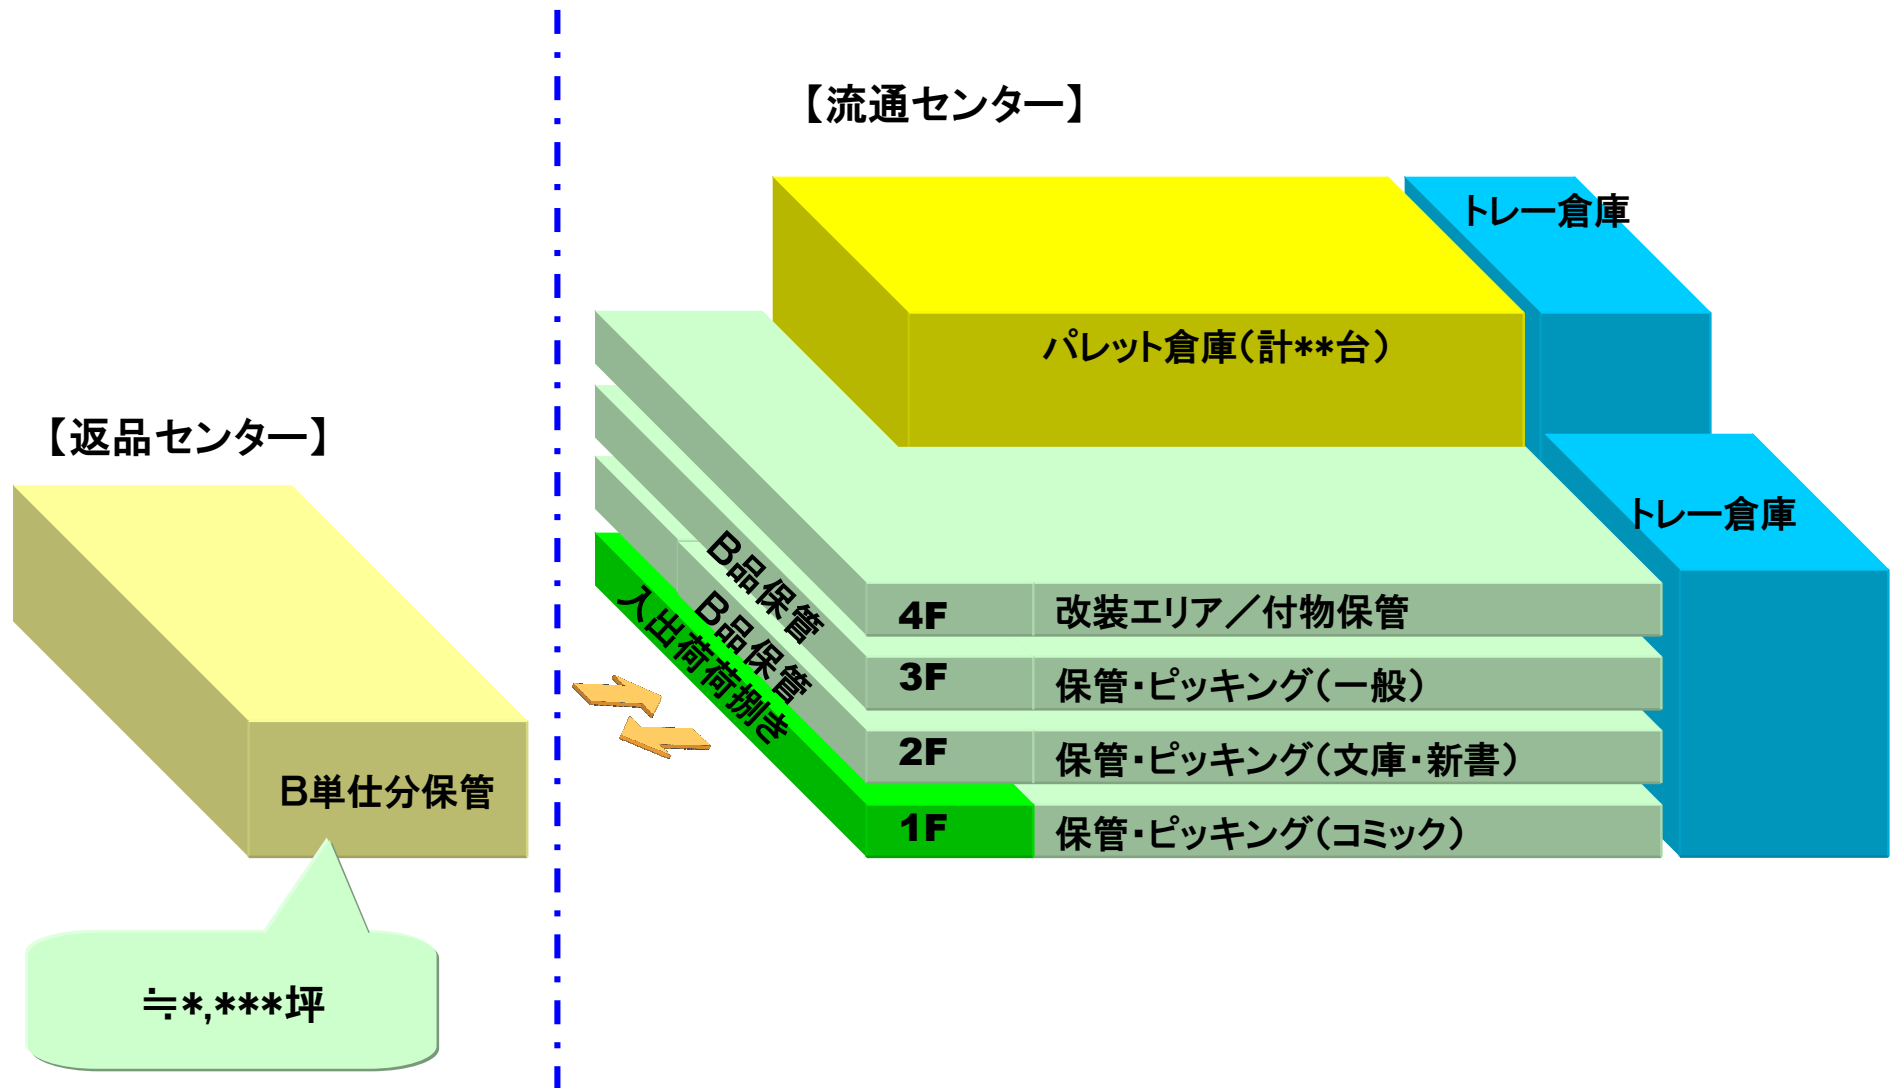 【流通センター】
トレー倉庫
パレット倉庫(計**台)
【返品センター】
トレー倉庫
B品保管
B品保管
入出荷荷捌き
4F 改装エリア/付物保管
3F 保管・ピッキング(一般)
2F 保管・ピッキング(文庫・新書)
1F 保管・ピッキング(コミック)
B単仕分保管
≒*,***坪